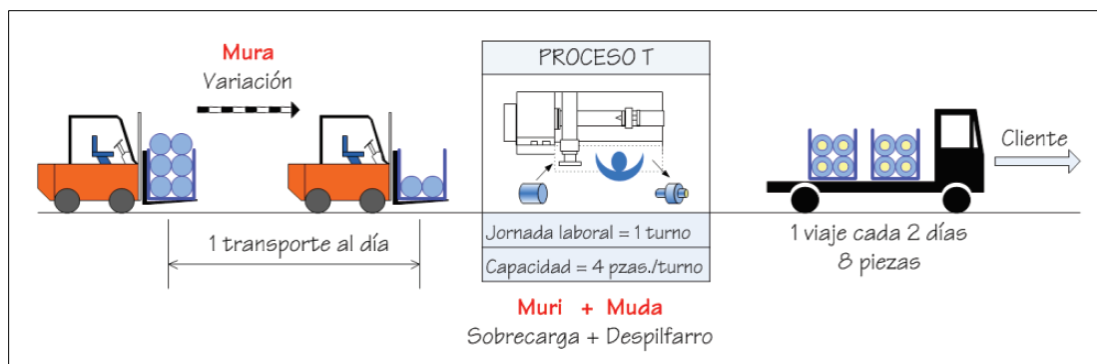 Mura
Variación
1 transporte al día
PROCESO T
Jornada laboral = 1 turno
Capacidad = 4 pzas./turno
Muri + Muda
Sobrecarga + Despilfarro
Cliente
1 viaje cada 2 días
8 piezas